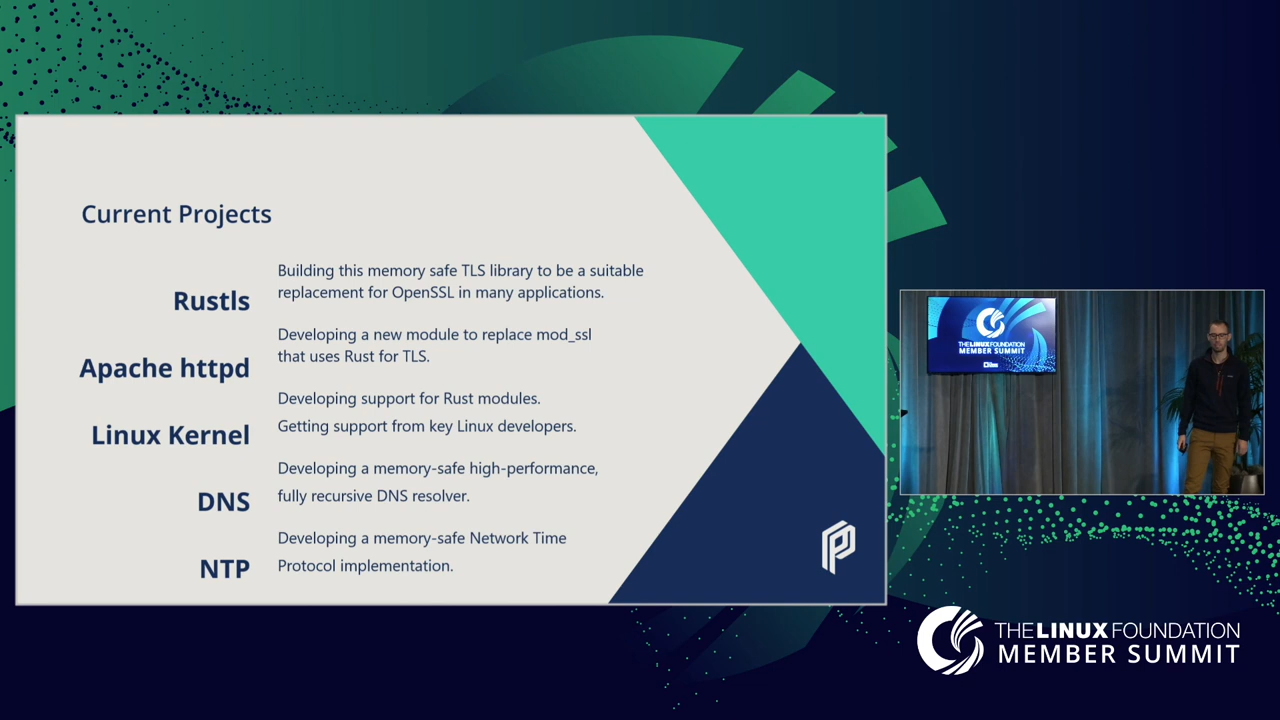 Current Projects
Rustls
Building this memory safe TLS library to be a suitable
replacement for OpenSSL in many applications.
Apache httpd
Developing a new module to replace mod_ssl
that uses Rust for TLS.
Linux Kernel
Developing support for Rust modules.
Getting support from key Linux developers.
DNS
Developing a memory-safe high-performance,
fully recursive DNS resolver.
NTP
Developing a memory-safe Network Time
Protocol implementation.
THE LINUX FOUNDATION
MEMBER SUMMIT
THE LINUX FOUNDATION
MEMBER SUMMIT